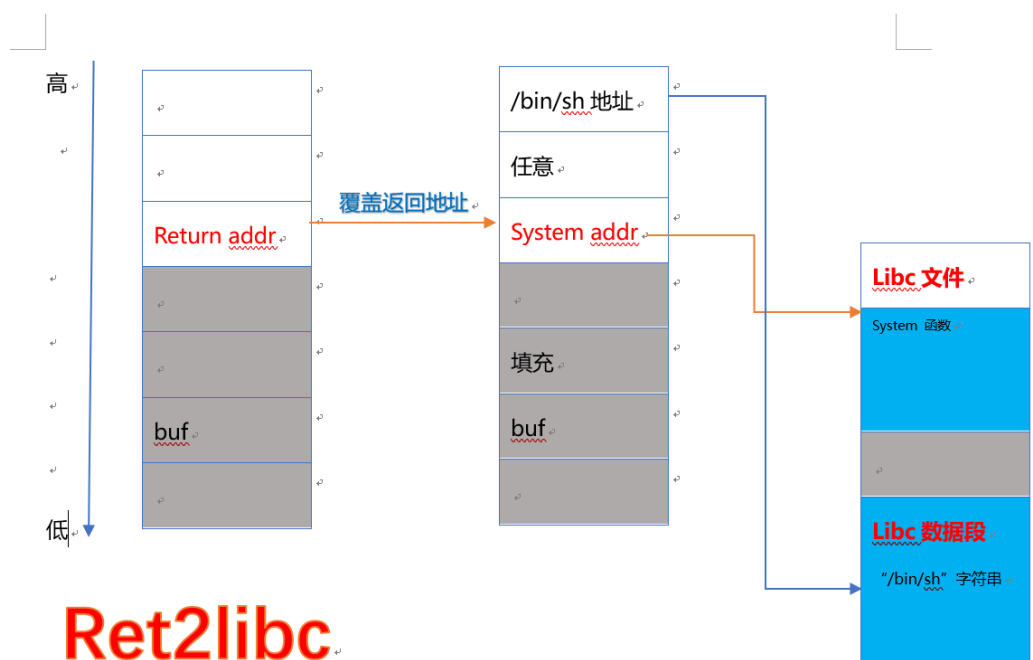 高
/bin/sh 地址
任意
覆盖返回地址
Return addr
System addr
Libc 文件
System 函数
填充
buf
buf
低
Libc 数据段
“/bin/sh”字符串
Ret2libc